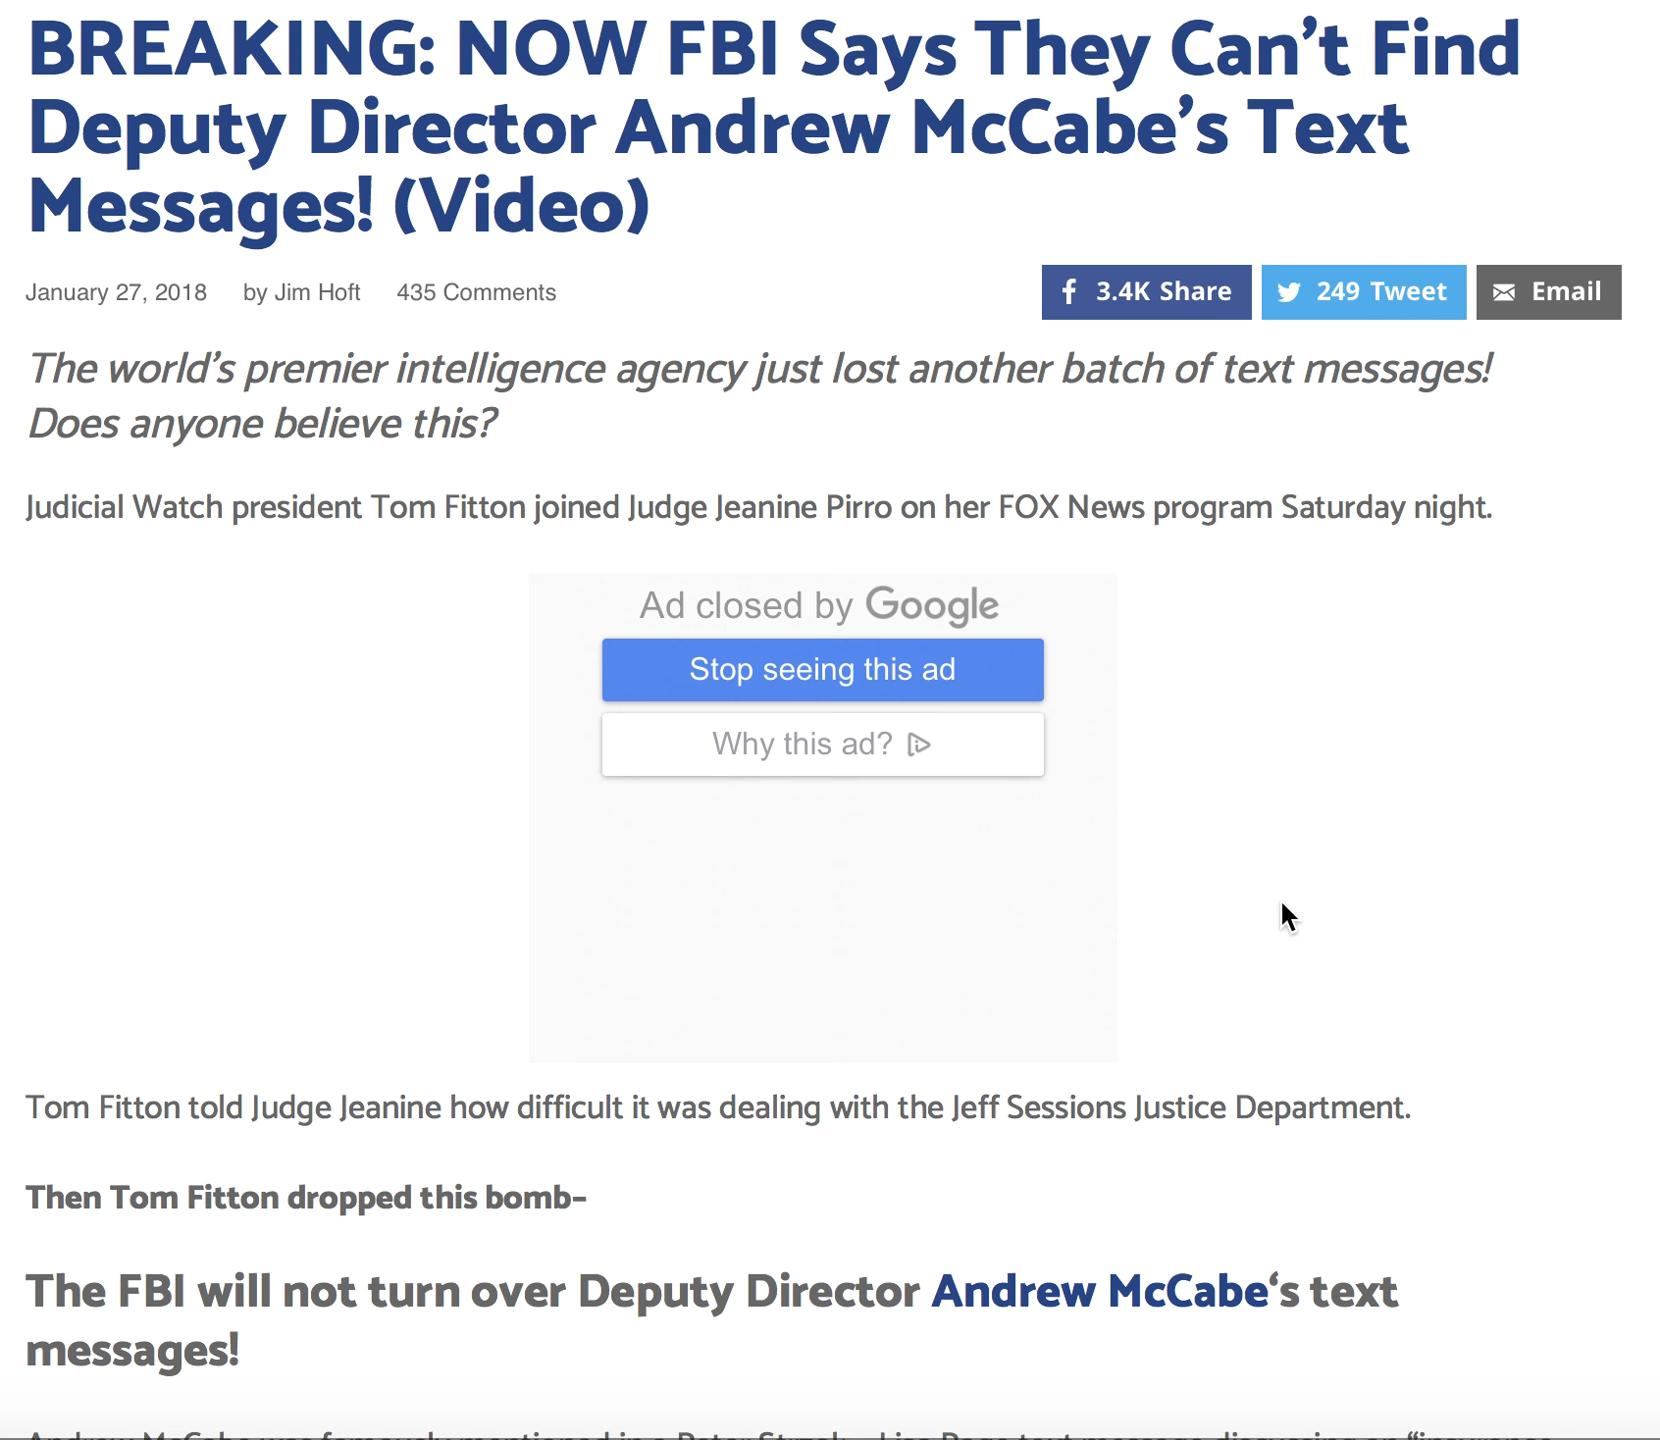 BREAKING: NOW FBI Says They Can’t Find
Deputy Director Andrew McCabe’s Text
Messages! (Video)
January 27, 2018 by Jim Hoft 435 Comments
3.4K Share 249 Tweet Email
The world’s premier intelligence agency just lost another batch of text messages!
Does anyone believe this?
Judicial Watch president Tom Fitton joined Judge Jeanine Pirro on her FOX News program Saturday night.
Ad closed by Google
Stop seeing this ad
Why this ad?
Tom Fitton told Judge Jeanine how difficult it was dealing with the Jeff Sessions Justice Department.
Then Tom Fitton dropped this bomb–
The FBI will not turn over Deputy Director Andrew McCabe‘s text
messages!